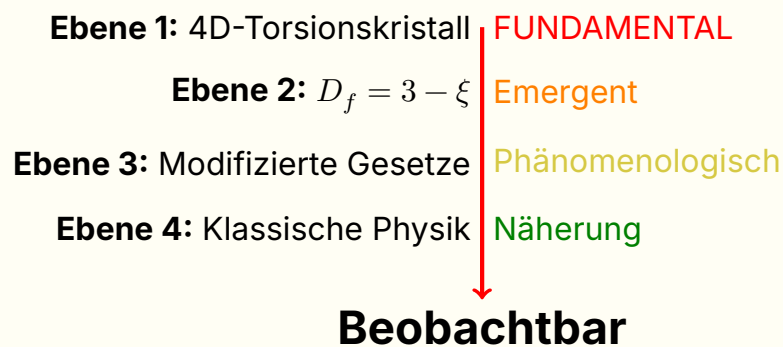 Ebene 1: 4D-Torsionskristall FUNDAMENTAL
Ebene 2: D_f = 3 − ξ Emergent
Ebene 3: Modifizierte Gesetze Phänomenologisch
Ebene 4: Klassische Physik Näherung
Beobachtbar